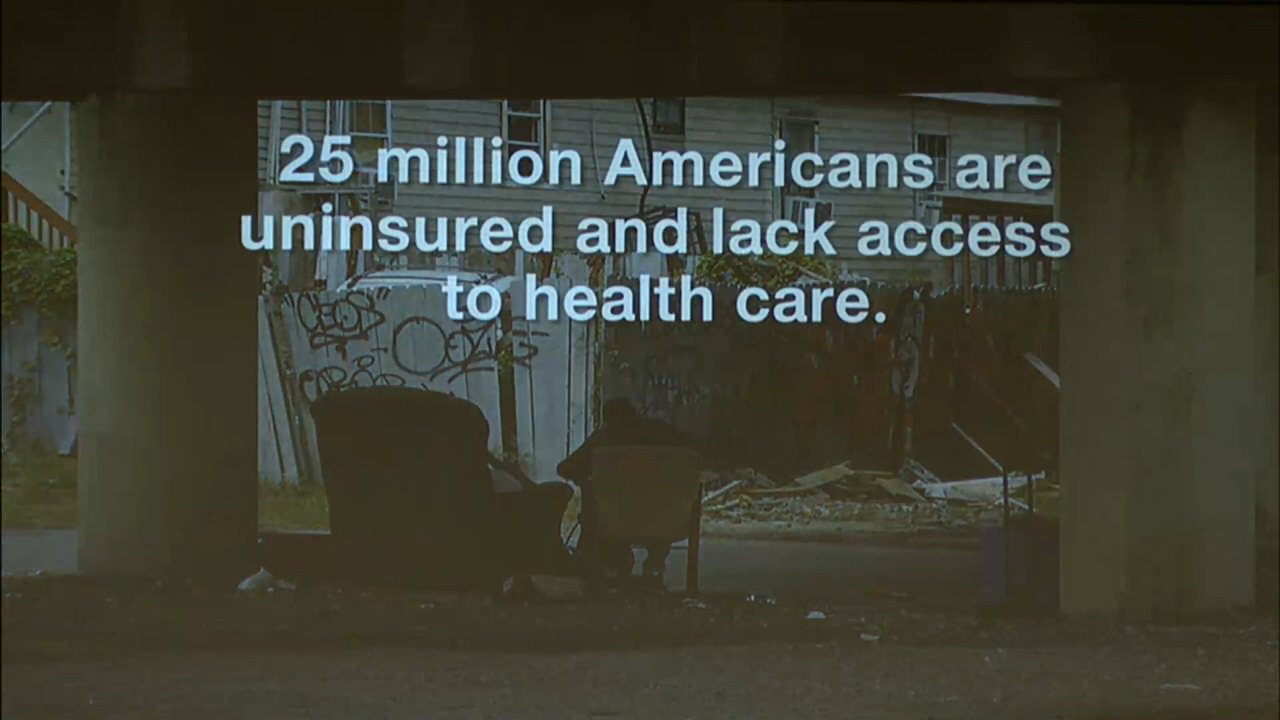 25 million Americans are
uninsured and lack access
to health care.